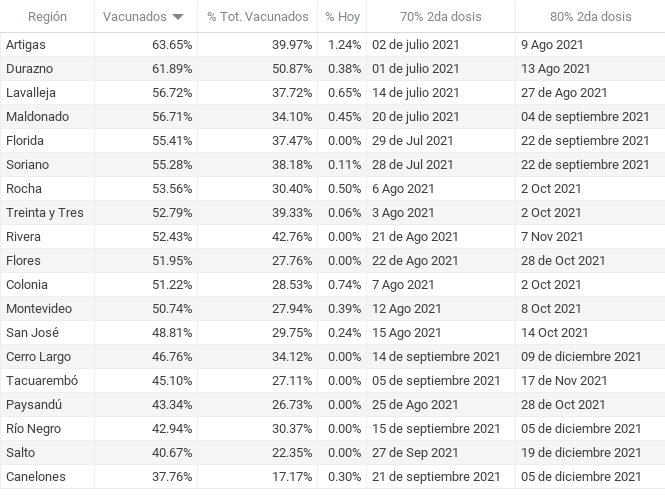 Región Vacunados % Tot. Vacunados % Hoy 70% 2da dosis 80% 2da dosis
Artigas 63.65% 39.97% 1.24% 02 de julio 2021 9 Ago 2021
Durazno 61.89% 50.87% 0.38% 01 de julio 2021 13 Ago 2021
Lavalleja 56.72% 37.72% 0.65% 14 de julio 2021 27 de Ago 2021
Maldonado 56.71% 34.10% 0.45% 20 de julio 2021 04 de septiembre 2021
Florida 55.41% 37.47% 0.00% 29 de Jul 2021 22 de septiembre 2021
Soriano 55.28% 38.18% 0.11% 28 de Jul 2021 22 de septiembre 2021
Rocha 53.56% 30.40% 0.50% 6 Ago 2021 2 Oct 2021
Treinta y Tres 52.79% 39.33% 0.06% 3 Ago 2021 2 Oct 2021
Rivera 52.43% 42.76% 0.00% 21 de Ago 2021 7 Nov 2021
Flores 51.95% 27.76% 0.00% 22 de Ago 2021 28 de Oct 2021
Colonia 51.22% 28.53% 0.74% 7 Ago 2021 2 Oct 2021
Montevideo 50.74% 27.94% 0.39% 12 Ago 2021 8 Oct 2021
San José 48.81% 29.75% 0.24% 15 Ago 2021 14 Oct 2021
Cerro Largo 46.76% 34.12% 0.00% 14 de septiembre 2021 09 de diciembre 2021
Tacuarembó 45.10% 27.11% 0.00% 05 de septiembre 2021 17 de Nov 2021
Paysandú 43.34% 26.73% 0.00% 25 de Ago 2021 28 de Oct 2021
Río Negro 42.94% 30.37% 0.00% 15 de septiembre 2021 05 de diciembre 2021
Salto 40.67% 22.35% 0.00% 27 de Sep 2021 19 de diciembre 2021
Canelones 37.76% 17.17% 0.30% 21 de septiembre 2021 05 de diciembre 2021